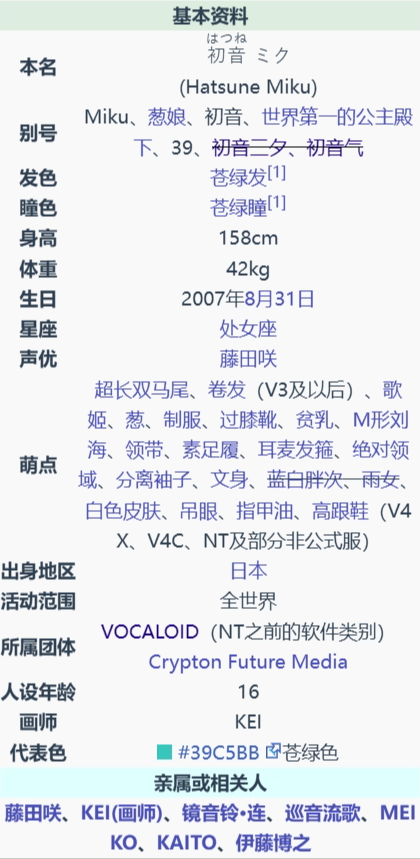 基本资料
はつね
本名
初音 ミク
(Hatsune Miku)
别号
Miku、葱娘、初音、世界第一的公主殿
下、39、初音三夕、初音气
发色
苍绿发[1]
瞳色
苍绿瞳[1]
身高
158cm
体重
42kg
生日
2007年8月31日
星座
处女座
声优
藤田咲
萌点
超长双马尾、卷发（V3及以后）、歌
姬、葱、制服、过膝靴、贫乳、M形刘
海、领带、素足履、耳麦发箍、绝对领
域、分离袖子、文身、蓝白胖次、雨女、
白色皮肤、吊眼、指甲油、高跟鞋（V4
X、V4C、NT及部分非公式服）
出身地区
日本
活动范围
全世界
所属团体
VOCALOID（NT之前的软件类别）
Crypton Future Media
人设年龄
16
画师
KEI
代表色
#39C5BB 苍绿色
亲属或相关人
藤田咲、KEI(画师)、镜音铃•连、巡音流歌、MEI
KO、KAITO、伊藤博之